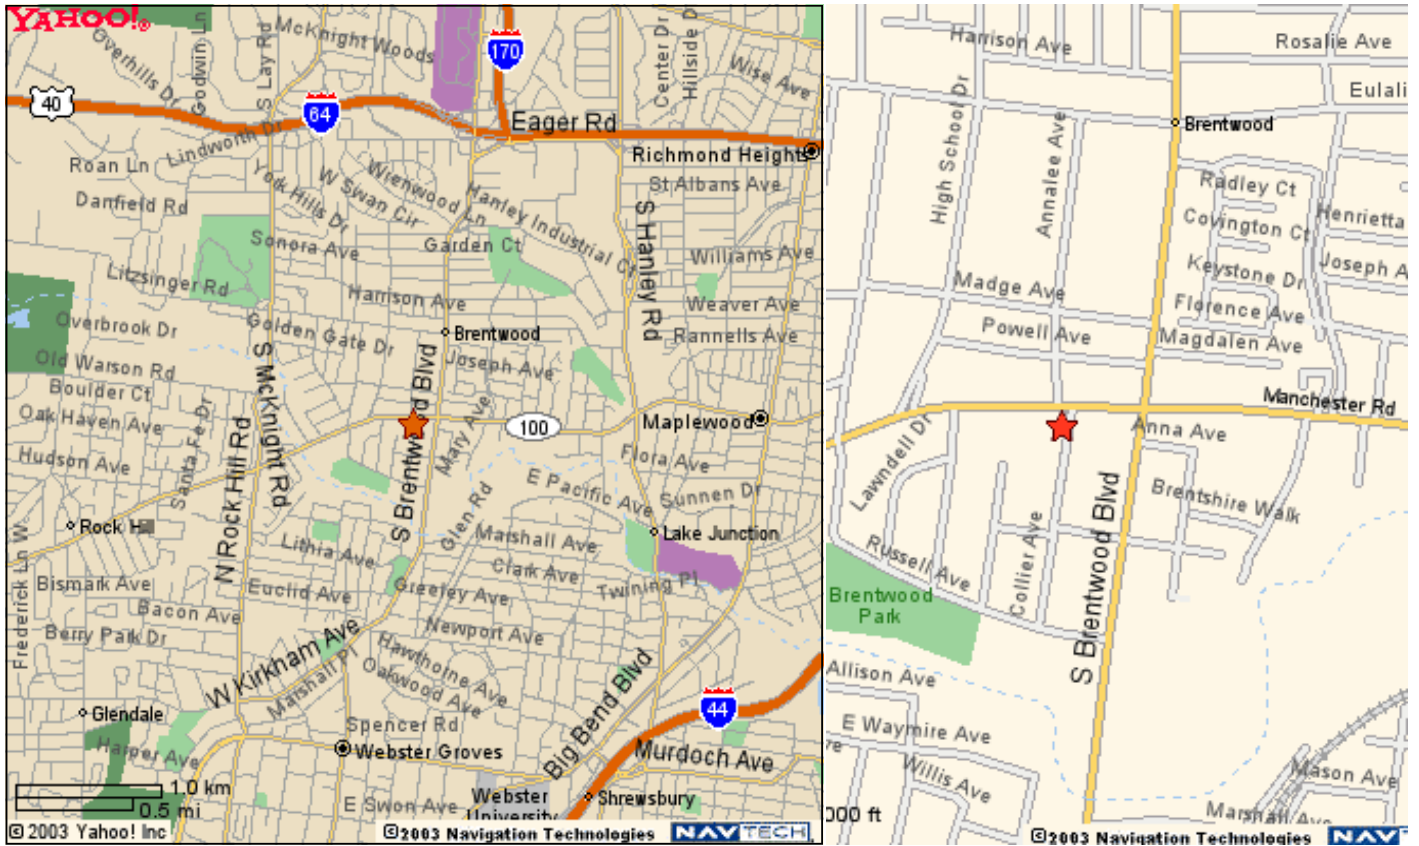 YAHOO!®
McKnight Woods
Overhills Dr
Godwin Ln
S Lay Rd
170
Center Dr
Hillside D
Wise Ave
40
64
Eager Rd
Richmond Heights
Lindworth Dr
Roan Ln
York Hills Dr
W Swan Cir
Wrenwood Ln
Hanley Industrial Ct
St Albans Ave
Danfield Rd
Sonora Ave
Garden Ct
S Hanley Rd
Williams Ave
Litzsinger Rd
Harrison Ave
Weaver Ave
Overbrook Dr
Golden Gate Dr
Brentwood
Rannells Ave
Old Warson Rd
Joseph Ave
Boulder Ct
S McKnight Rd
S Brentwood Blvd
Oak Haven Ave
Santa Fe Dr
Mary Ave
100
Maplewood
Hudson Ave
N Rock Hill Rd
Flora Ave
E Pacific Ave
Sunnen Dr
Rock H
Glen Rd
Marshall Ave
Lake Junction
Frederick Ln W
Lithia Ave
Clark Ave
Bismark Ave
Euclid Ave
Greeley Ave
Twining Pl
Bacon Ave
Newport Ave
Berry Park Dr
W Kirkham Ave
Hawthorne Ave
Marshall Pl
Oakwood Ave
Big Bend Blvd
44
Glendale
Spencer Rd
Harper Ave
Webster Groves
Murdoch Ave
1.0 km
0.5 mi
E Swon Ave
Webster
University
Shrewsbury
© 2003 Yahoo! Inc
©2003 Navigation Technologies NAVTECH
Harrison Ave
Rosalie Ave
Eulali
High School Dr
Annalee Ave
Brentwood
Radley Ct
Covington Ct
Henrietta
Keystone Dr
Joseph A
Madge Ave
Florence Ave
Powell Ave
Magdalen Ave
Manchester Rd
Lawndell Dr
Anna Ave
Brentshire Walk
Russell Ave
Collier Ave
S Brentwood Blvd
Brentwood
Park
Allison Ave
E Waymire Ave
re
Willis Ave
Mason Ave
Marshall Ave
000 ft
©2003 Navigation Technologies NAVTE